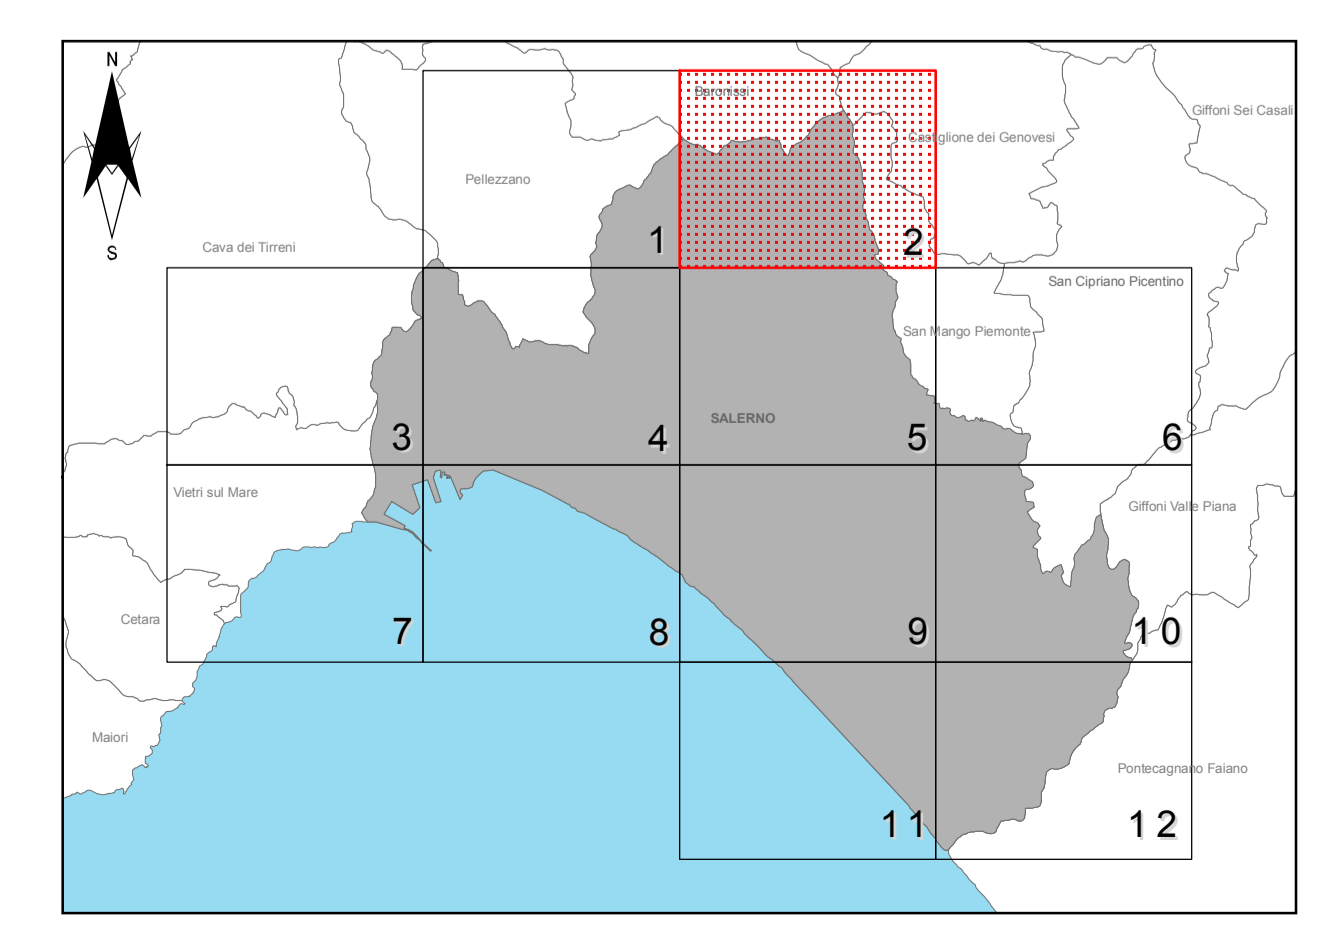 N
Baronissi
Giffoni Sei Casali
Castiglione dei Genovesi
Pellezzano
1
2
S
Cava dei Tirreni
San Cipriano Picentino
San Mango Piemonte
SALERNO
3
4
5
6
Vietri sul Mare
Giffoni Valle Piana
Cetara
7
8
9
10
Maiori
Pontecagnano Faiano
11
12